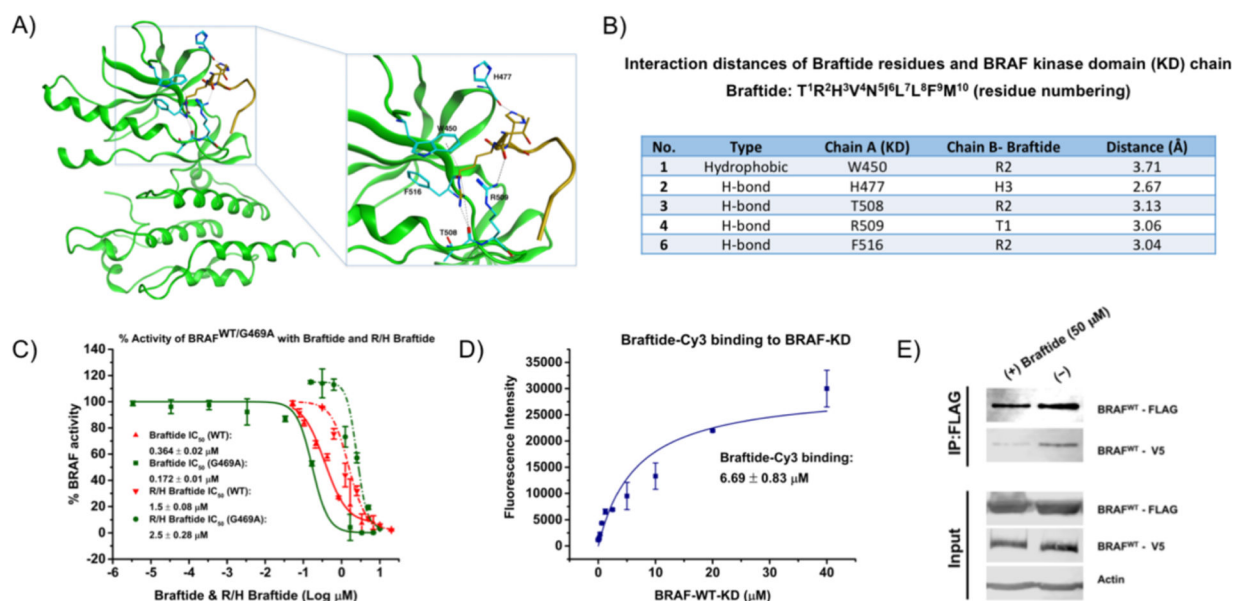 A)
H477
W450
F516
R509
T508
B)
Interaction distances of Braftide residues and BRAF kinase domain (KD) chain
Braftide: T¹R²H³V⁴N⁵I⁶L⁷L⁸F⁹M¹⁰ (residue numbering)
No. Type Chain A (KD) Chain B- Braftide Distance (Å)
1 Hydrophobic W450 R2 3.71
2 H-bond H477 H3 2.67
3 H-bond T508 R2 3.13
4 H-bond R509 T1 3.06
6 H-bond F516 R2 3.04
C)
% Activity of BRAF^WT/G469A with Braftide and R/H Braftide
% BRAF activity
140
120
100
80
60
40
20
0
-20
Braftide IC₅₀ (WT):
0.364 ± 0.02 μM
Braftide IC₅₀ (G469A):
0.172 ± 0.01 μM
R/H Braftide IC₅₀ (WT):
1.5 ± 0.08 μM
R/H Braftide IC₅₀ (G469A):
2.5 ± 0.28 μM
-6 -5 -4 -3 -2 -1 0 1 2
Braftide & R/H Braftide (Log μM)
D)
Braftide-Cy3 binding to BRAF-KD
Fluorescence Intensity
35000
30000
25000
20000
15000
10000
5000
0
Braftide-Cy3 binding:
6.69 ± 0.83 μM
0 10 20 30 40
BRAF-WT-KD (μM)
E)
(+) Braftide (50 μM)
(−)
IP:FLAG
BRAFᵂᵀ - FLAG
BRAFᵂᵀ - V5
Input
BRAFᵂᵀ - FLAG
BRAFᵂᵀ - V5
Actin